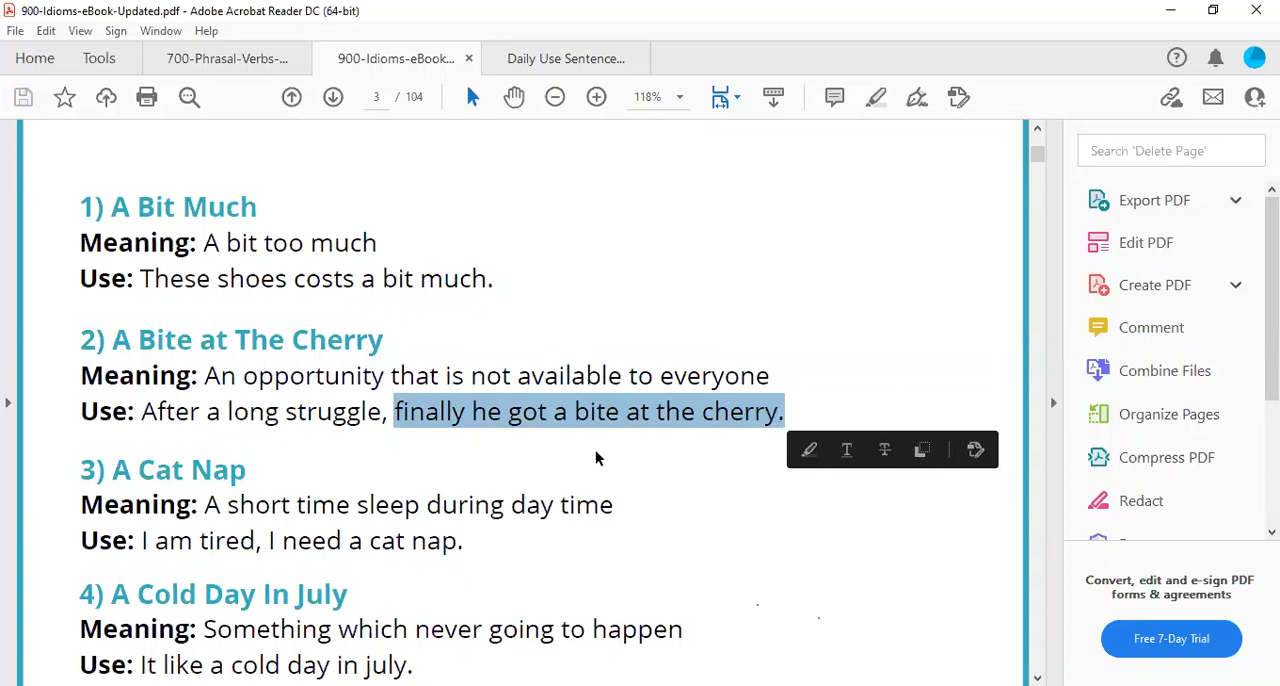 900-Idioms-eBook-Updated.pdf - Adobe Acrobat Reader DC (64-bit)
File Edit View Sign Window Help
Home Tools 700-Phrasal-Verbs-... 900-Idioms-eBook... Daily Use Sentence...
3 / 104 118%
Search 'Delete Page'
1) A Bit Much
Meaning: A bit too much
Use: These shoes costs a bit much.
2) A Bite at The Cherry
Meaning: An opportunity that is not available to everyone
Use: After a long struggle, finally he got a bite at the cherry.
3) A Cat Nap
Meaning: A short time sleep during day time
Use: I am tired, I need a cat nap.
4) A Cold Day In July
Meaning: Something which never going to happen
Use: It like a cold day in july.
Export PDF
Edit PDF
Create PDF
Comment
Combine Files
Organize Pages
Compress PDF
Redact
Convert, edit and e-sign PDF
forms & agreements
Free 7-Day Trial